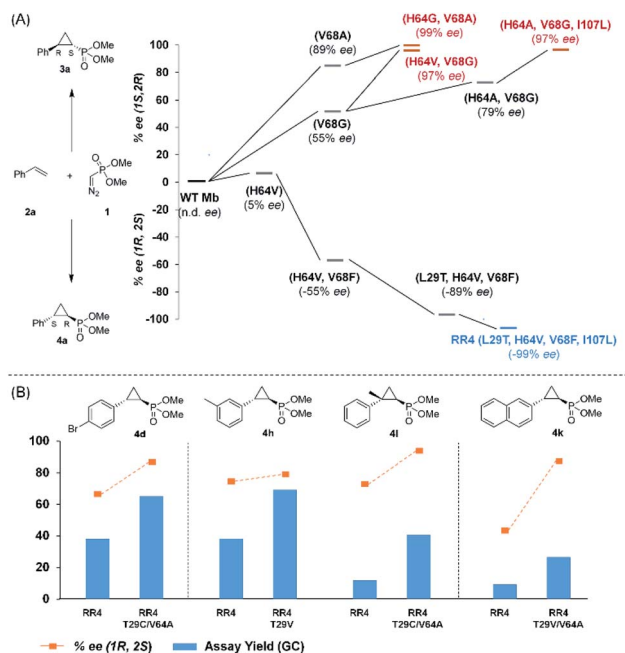 (A)
Ph
R
S
P
OMe
O
OMe
3a
Ph
+
O
OMe
P
OMe
N2
2a
1
Ph
S
R
P
OMe
O
OMe
4a
% ee (1S,2R)
% ee (1R, 2S)
100
80
60
40
20
0
-20
-40
-60
-80
-100
WT Mb
(n.d. ee)
(V68A)
(89% ee)
(V68G)
(55% ee)
(H64V)
(5% ee)
(H64G, V68A)
(99% ee)
(H64V, V68G)
(97% ee)
(H64A, V68G)
(79% ee)
(H64A, V68G, I107L)
(97% ee)
(H64V, V68F)
(-55% ee)
(L29T, H64V, V68F)
(-89% ee)
RR4 (L29T, H64V, V68F, I107L)
(-99% ee)
(B)
Br
O
OMe
P
OMe
4d
O
OMe
P
OMe
4h
O
OMe
P
OMe
4l
O
OMe
P
OMe
4k
100
80
60
40
20
0
RR4
RR4
T29C/V64A
RR4
RR4
T29V
RR4
RR4
T29C/V64A
RR4
RR4
T29V/V64A
% ee (1R, 2S)
Assay Yield (GC)